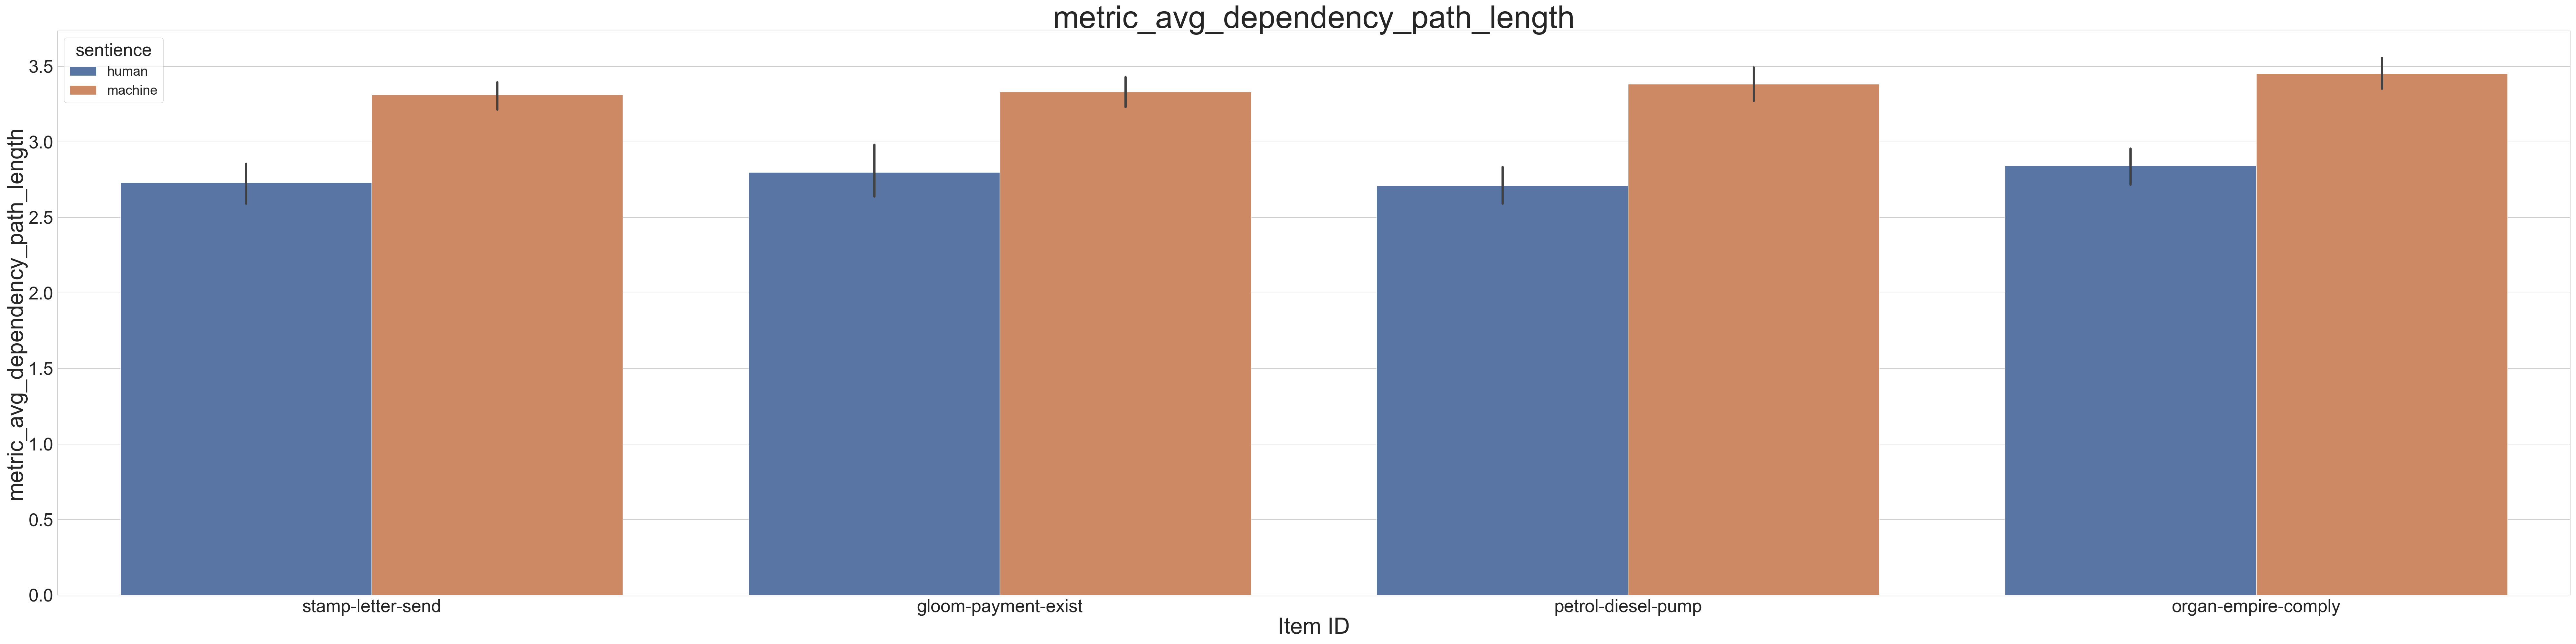 metric_avg_dependency_path_length
sentience
human
machine
metric_avg_dependency_path_length
3.5
3.0
2.5
2.0
1.5
1.0
0.5
0.0
stamp-letter-send
gloom-payment-exist
petrol-diesel-pump
organ-empire-comply
Item ID